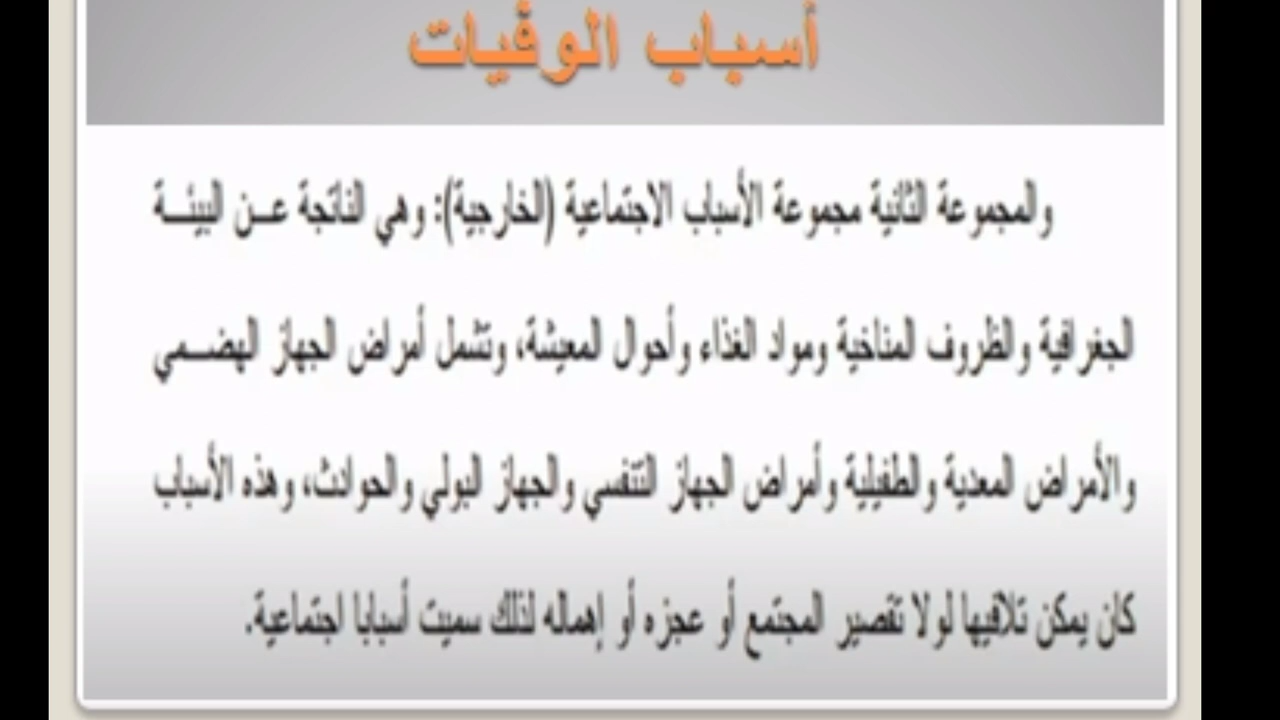 أسباب الوفيات
والمجموعة الثانية مجموعة الأسباب الاجتماعية (الخارجية): وهي الناتجة عن البيئة
الجغرافية والظروف المناخية ومواد الغذاء وأحوال المعيشة، وتشمل أمراض الجهاز الهضمي
والأمراض المعدية والطفيلية وأمراض الجهاز التنفسي والجهاز البولي والحوادث، وهذه الأسباب
كان يمكن تلافيها لولا تقصير المجتمع أو عجزه أو إهماله لذلك سميت أسبابا اجتماعية.